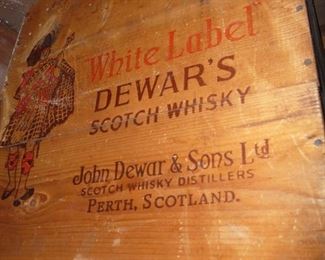 "White Label"
DEWAR'S
SCOTCH WHISKY
John Dewar & Sons Ltd
SCOTCH WHISKY DISTILLERS
PERTH, SCOTLAND.